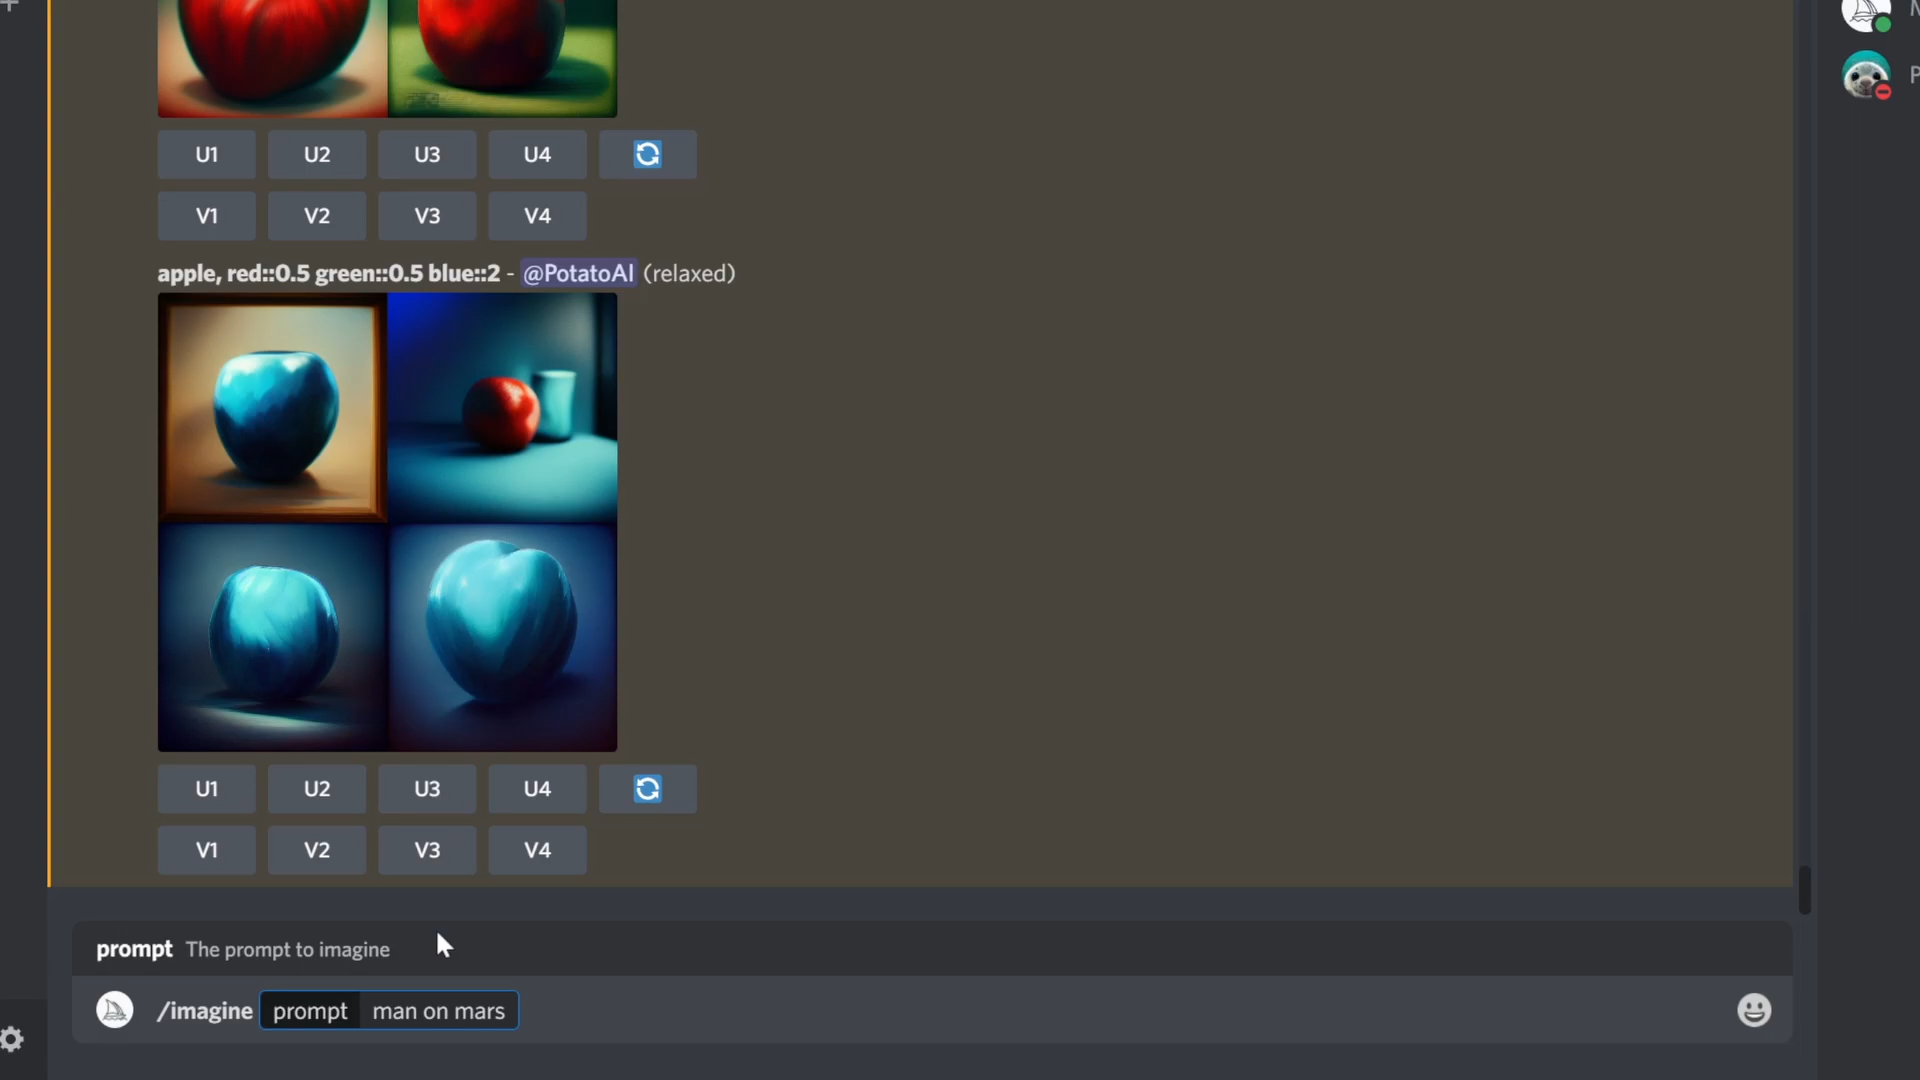 U1 U2 U3 U4
V1 V2 V3 V4
apple, red::0.5 green::0.5 blue::2 - @PotatoAI (relaxed)
U1 U2 U3 U4
V1 V2 V3 V4
prompt The prompt to imagine
/imagine prompt man on mars